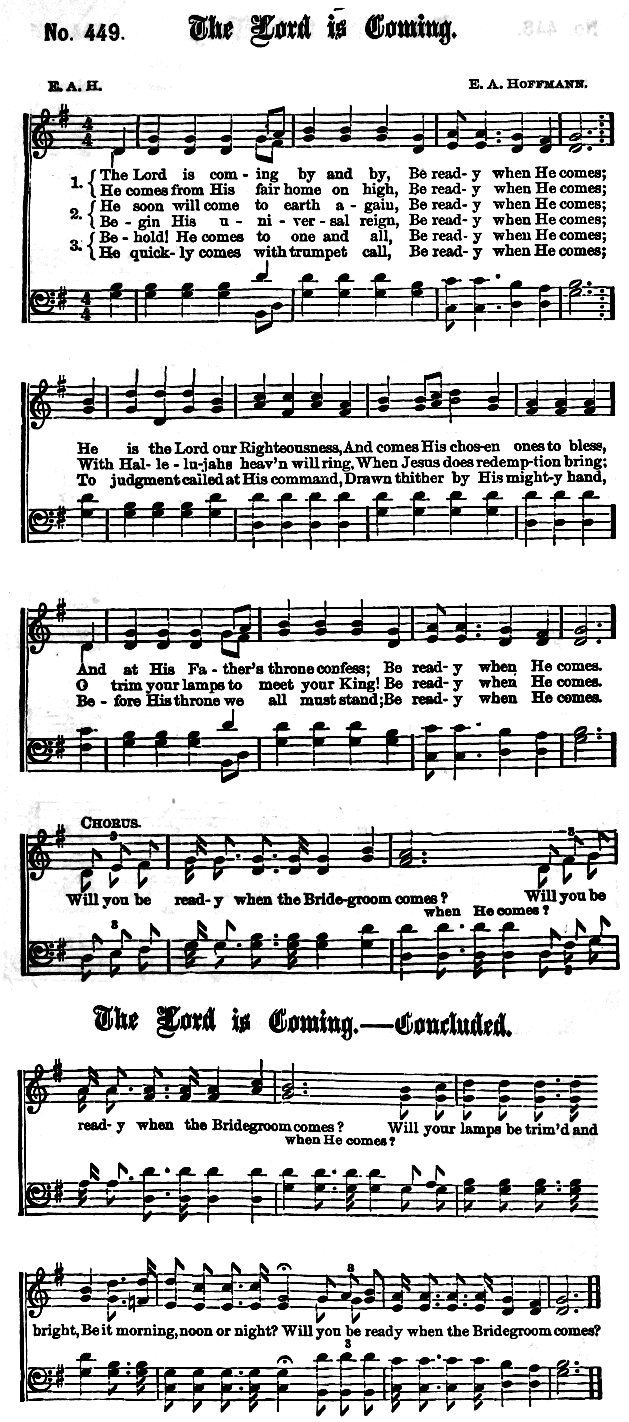 No. 449. The Lord is Coming.
E. A. H. E. A. HOFFMANN.
1. { The Lord is com - ing by and by, Be read- y when He comes;
{ He comes from His fair home on high, Be read- y when He comes;
2. { He soon will come to earth a - gain, Be read- y when He comes;
{ Be - gin His u - ni - ver - sal reign, Be read- y when He comes;
3. { Be - hold! He comes to one and all, Be read- y when He comes;
{ He quick- ly comes with trumpet call, Be read- y when He comes;
He is the Lord our Righteousness, And comes His chos-en ones to bless,
With Hal- le - lu-jahs heav'n will ring, When Jesus does redemp-tion bring;
To judgment called at His command, Drawn thither by His might-y hand,
And at His Fa - ther's throne confess; Be read- y when He comes.
O trim your lamps to meet your King! Be read- y when He comes.
Be - fore His throne we all must stand; Be read- y when He comes.
CHORUS.
3 3
Will you be read- y when the Bride-groom comes? Will you be
when He comes?
3 3
The Lord is Coming.—Concluded.
read- y when the Bridegroom comes? Will your lamps be trim'd and
when He comes?
3
bright, Be it morning, noon or night? Will you be ready when the Bridegroom comes?
3